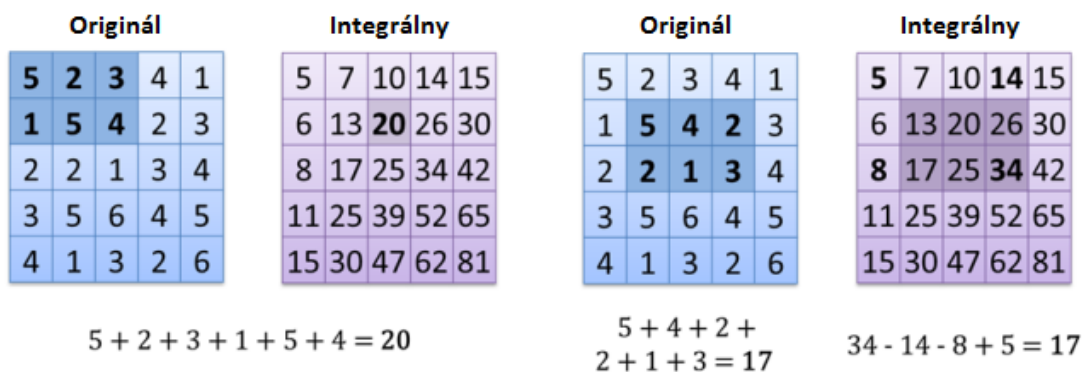 Originál Integrálny Originál Integrálny
5 2 3 4 1 5 7 10 14 15 5 2 3 4 1 5 7 10 14 15
1 5 4 2 3 6 13 20 26 30 1 5 4 2 3 6 13 20 26 30
2 2 1 3 4 8 17 25 34 42 2 2 1 3 4 8 17 25 34 42
3 5 6 4 5 11 25 39 52 65 3 5 6 4 5 11 25 39 52 65
4 1 3 2 6 15 30 47 62 81 4 1 3 2 6 15 30 47 62 81
5 + 2 + 3 + 1 + 5 + 4 = 20
5 + 4 + 2 +
2 + 1 + 3 = 17
34 - 14 - 8 + 5 = 17